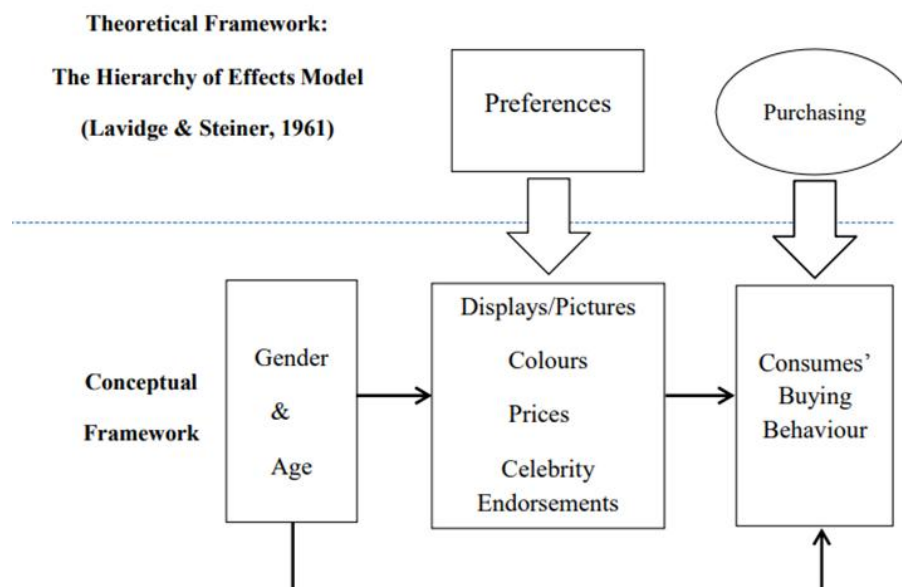 Theoretical Framework:
The Hierarchy of Effects Model
(Lavidge & Steiner, 1961)
Preferences
Purchasing
Conceptual
Framework
Gender
&
Age
Displays/Pictures
Colours
Prices
Celebrity
Endorsements
Consumes’
Buying
Behaviour